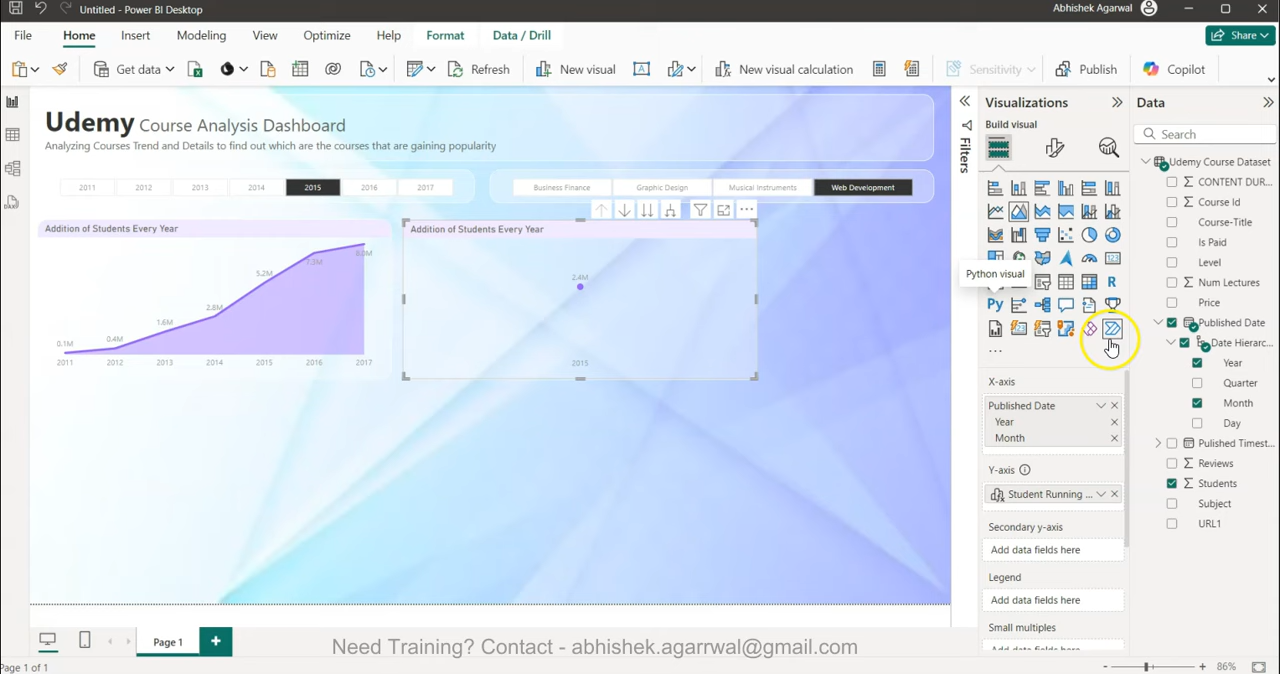 Untitled - Power BI Desktop
Abhishek Agarwal
File
Home
Insert
Modeling
View
Optimize
Help
Format
Data / Drill
Share
Get data
Refresh
New visual
New visual calculation
Sensitivity
Publish
Copilot
Udemy Course Analysis Dashboard
Analyzing Courses Trend and Details to find out which are the courses that are gaining popularity
2011 2012 2013 2014 2015 2016 2017
Business Finance Graphic Design Musical Instruments Web Development
Addition of Students Every Year
0.1M 0.4M 1.6M 2.8M 5.2M 7.3M 8.0M
2011 2012 2013 2014 2015 2016 2017
Addition of Students Every Year
2.4M
2015
Filters
Visualizations
Build visual
Python visual
Py
R
123
X-axis
Published Date
Year
Month
Y-axis
Student Running ...
Secondary y-axis
Add data fields here
Legend
Add data fields here
Small multiples
Add data fields here
Data
Search
Udemy Course Dataset
CONTENT DUR...
Course Id
Course-Title
Is Paid
Level
Num Lectures
Price
Published Date
Date Hierarc...
Year
Quarter
Month
Day
Pulished Timest...
Reviews
Students
Subject
URL1
DAX
Page 1
Need Training? Contact - abhishek.agarrwal@gmail.com
Page 1 of 1
86%